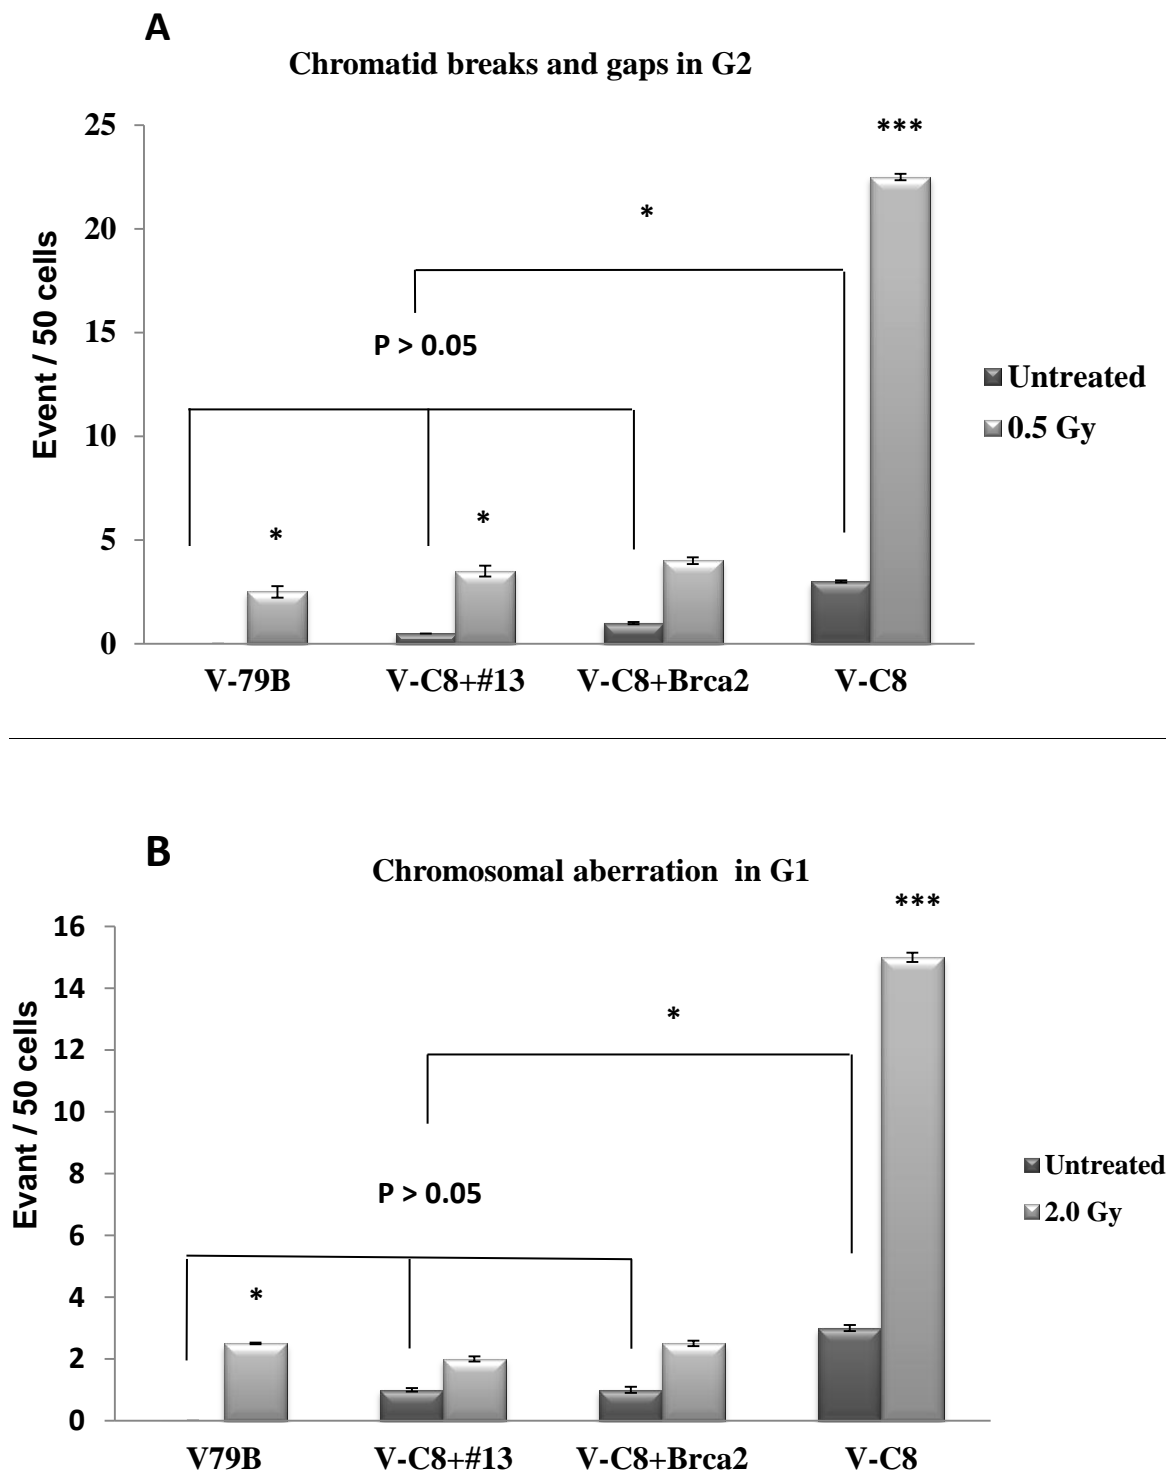 A
Chromatid breaks and gaps in G2
25
20
15
10
5
0
Event / 50 cells
***
*
P > 0.05
*
*
Untreated
0.5 Gy
V-79B
V-C8+#13
V-C8+Brca2
V-C8
B
Chromosomal aberration in G1
16
14
12
10
8
6
4
2
0
Evant / 50 cells
***
*
P > 0.05
*
Untreated
2.0 Gy
V79B
V-C8+#13
V-C8+Brca2
V-C8